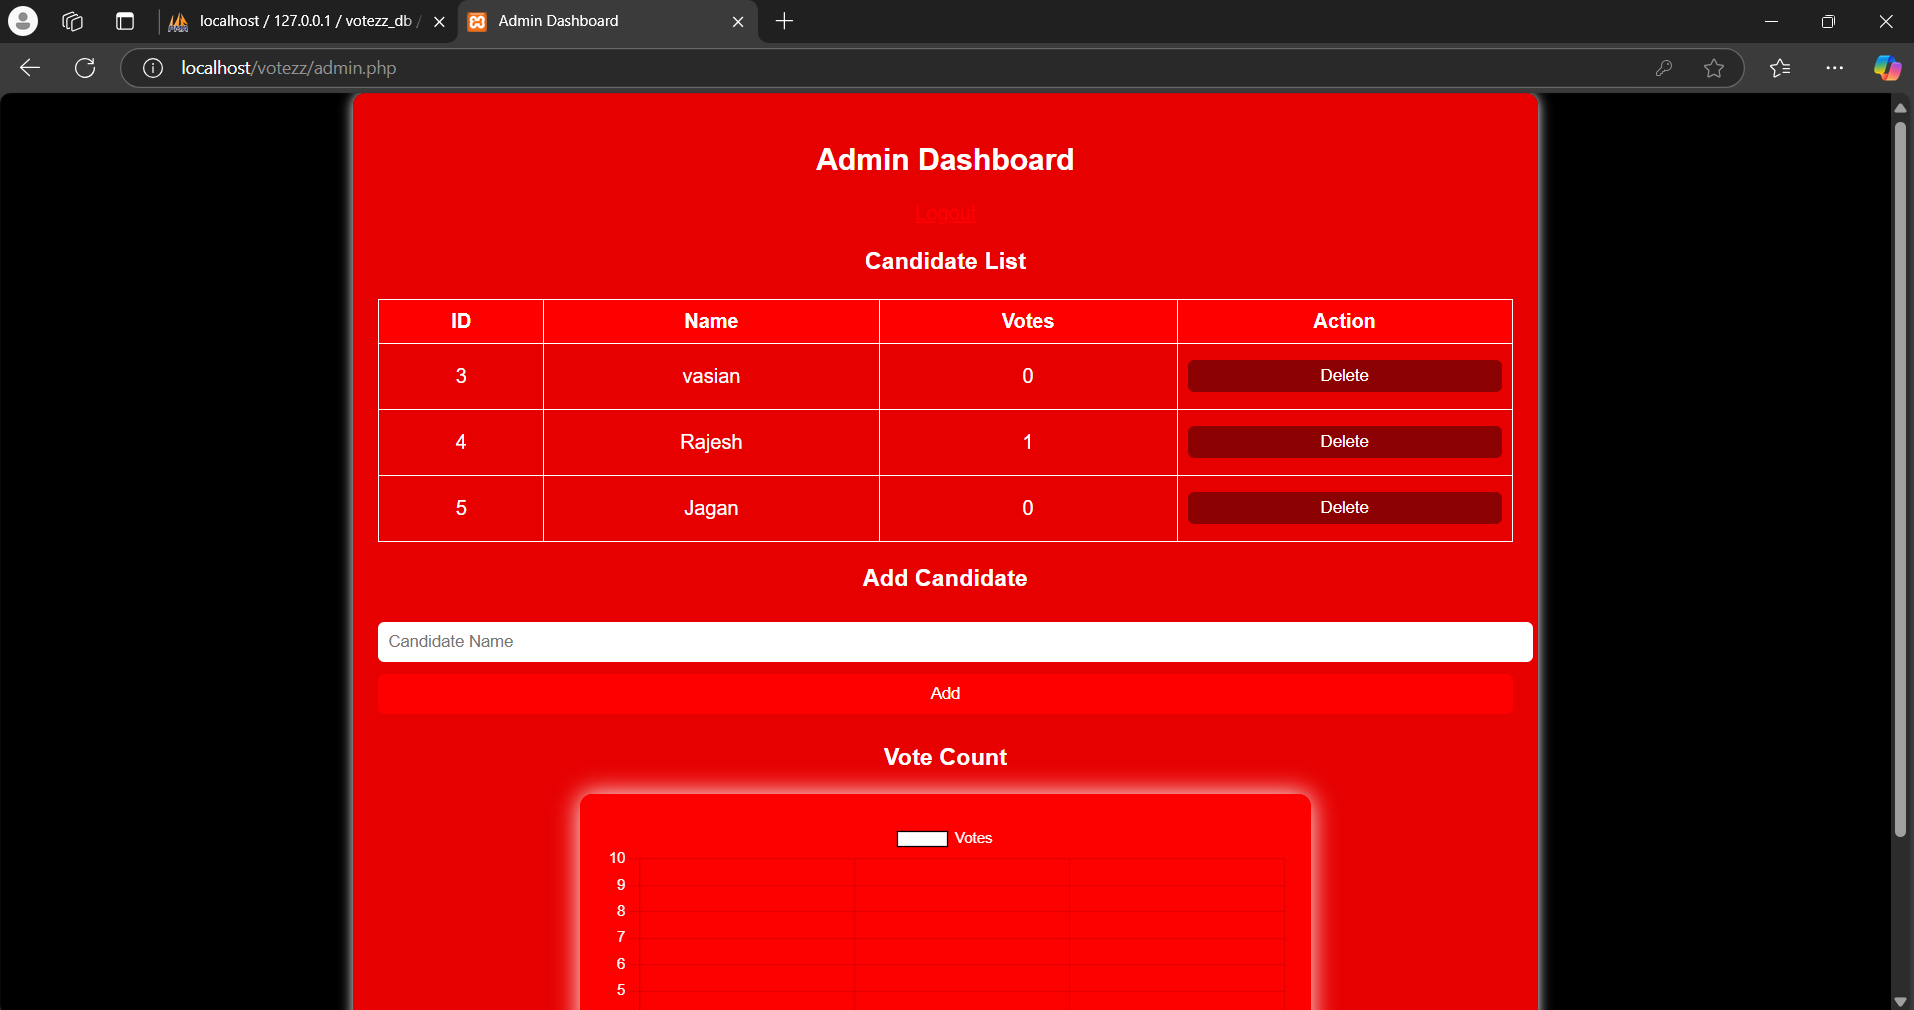 localhost / 127.0.0.1 / votezz_db /
Admin Dashboard
localhost/votezz/admin.php
Admin Dashboard
Logout
Candidate List
ID Name Votes Action
3 vasian 0 Delete
4 Rajesh 1 Delete
5 Jagan 0 Delete
Add Candidate
Candidate Name
Add
Vote Count
Votes
10
9
8
7
6
5